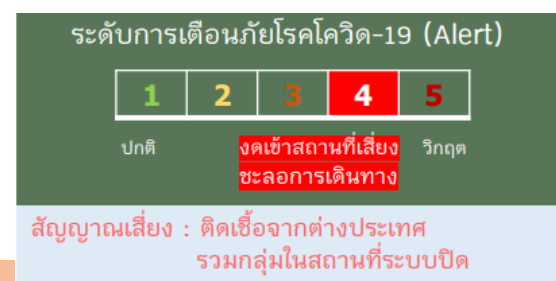 ระดับการเตือนภัยโรคโควิด-19 (Alert)
1 2 3 4 5
ปกติ งดเข้าสถานที่เสี่ยง วิกฤต
ชะลอการเดินทาง
สัญญาณเสี่ยง : ติดเชื้อจากต่างประเทศ
รวมกลุ่มในสถานที่ระบบปิด